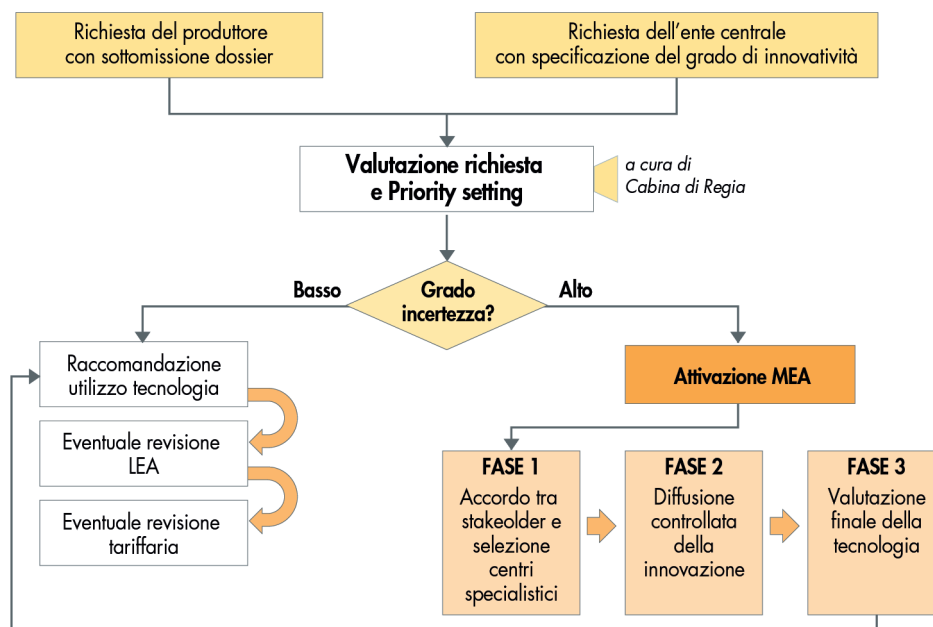 Richiesta del produttore
con sottomissione dossier
Richiesta dell'ente centrale
con specificazione del grado di innovatività
Valutazione richiesta
e Priority setting
a cura di
Cabina di Regia
Basso
Grado
incertezza?
Alto
Raccomandazione
utilizzo tecnologia
Eventuale revisione
LEA
Eventuale revisione
tariffaria
Attivazione MEA
FASE 1
Accordo tra
stakeolder e
selezione
centri
specialistici
FASE 2
Diffusione
controllata
della
innovazione
FASE 3
Valutazione
finale della
tecnologia